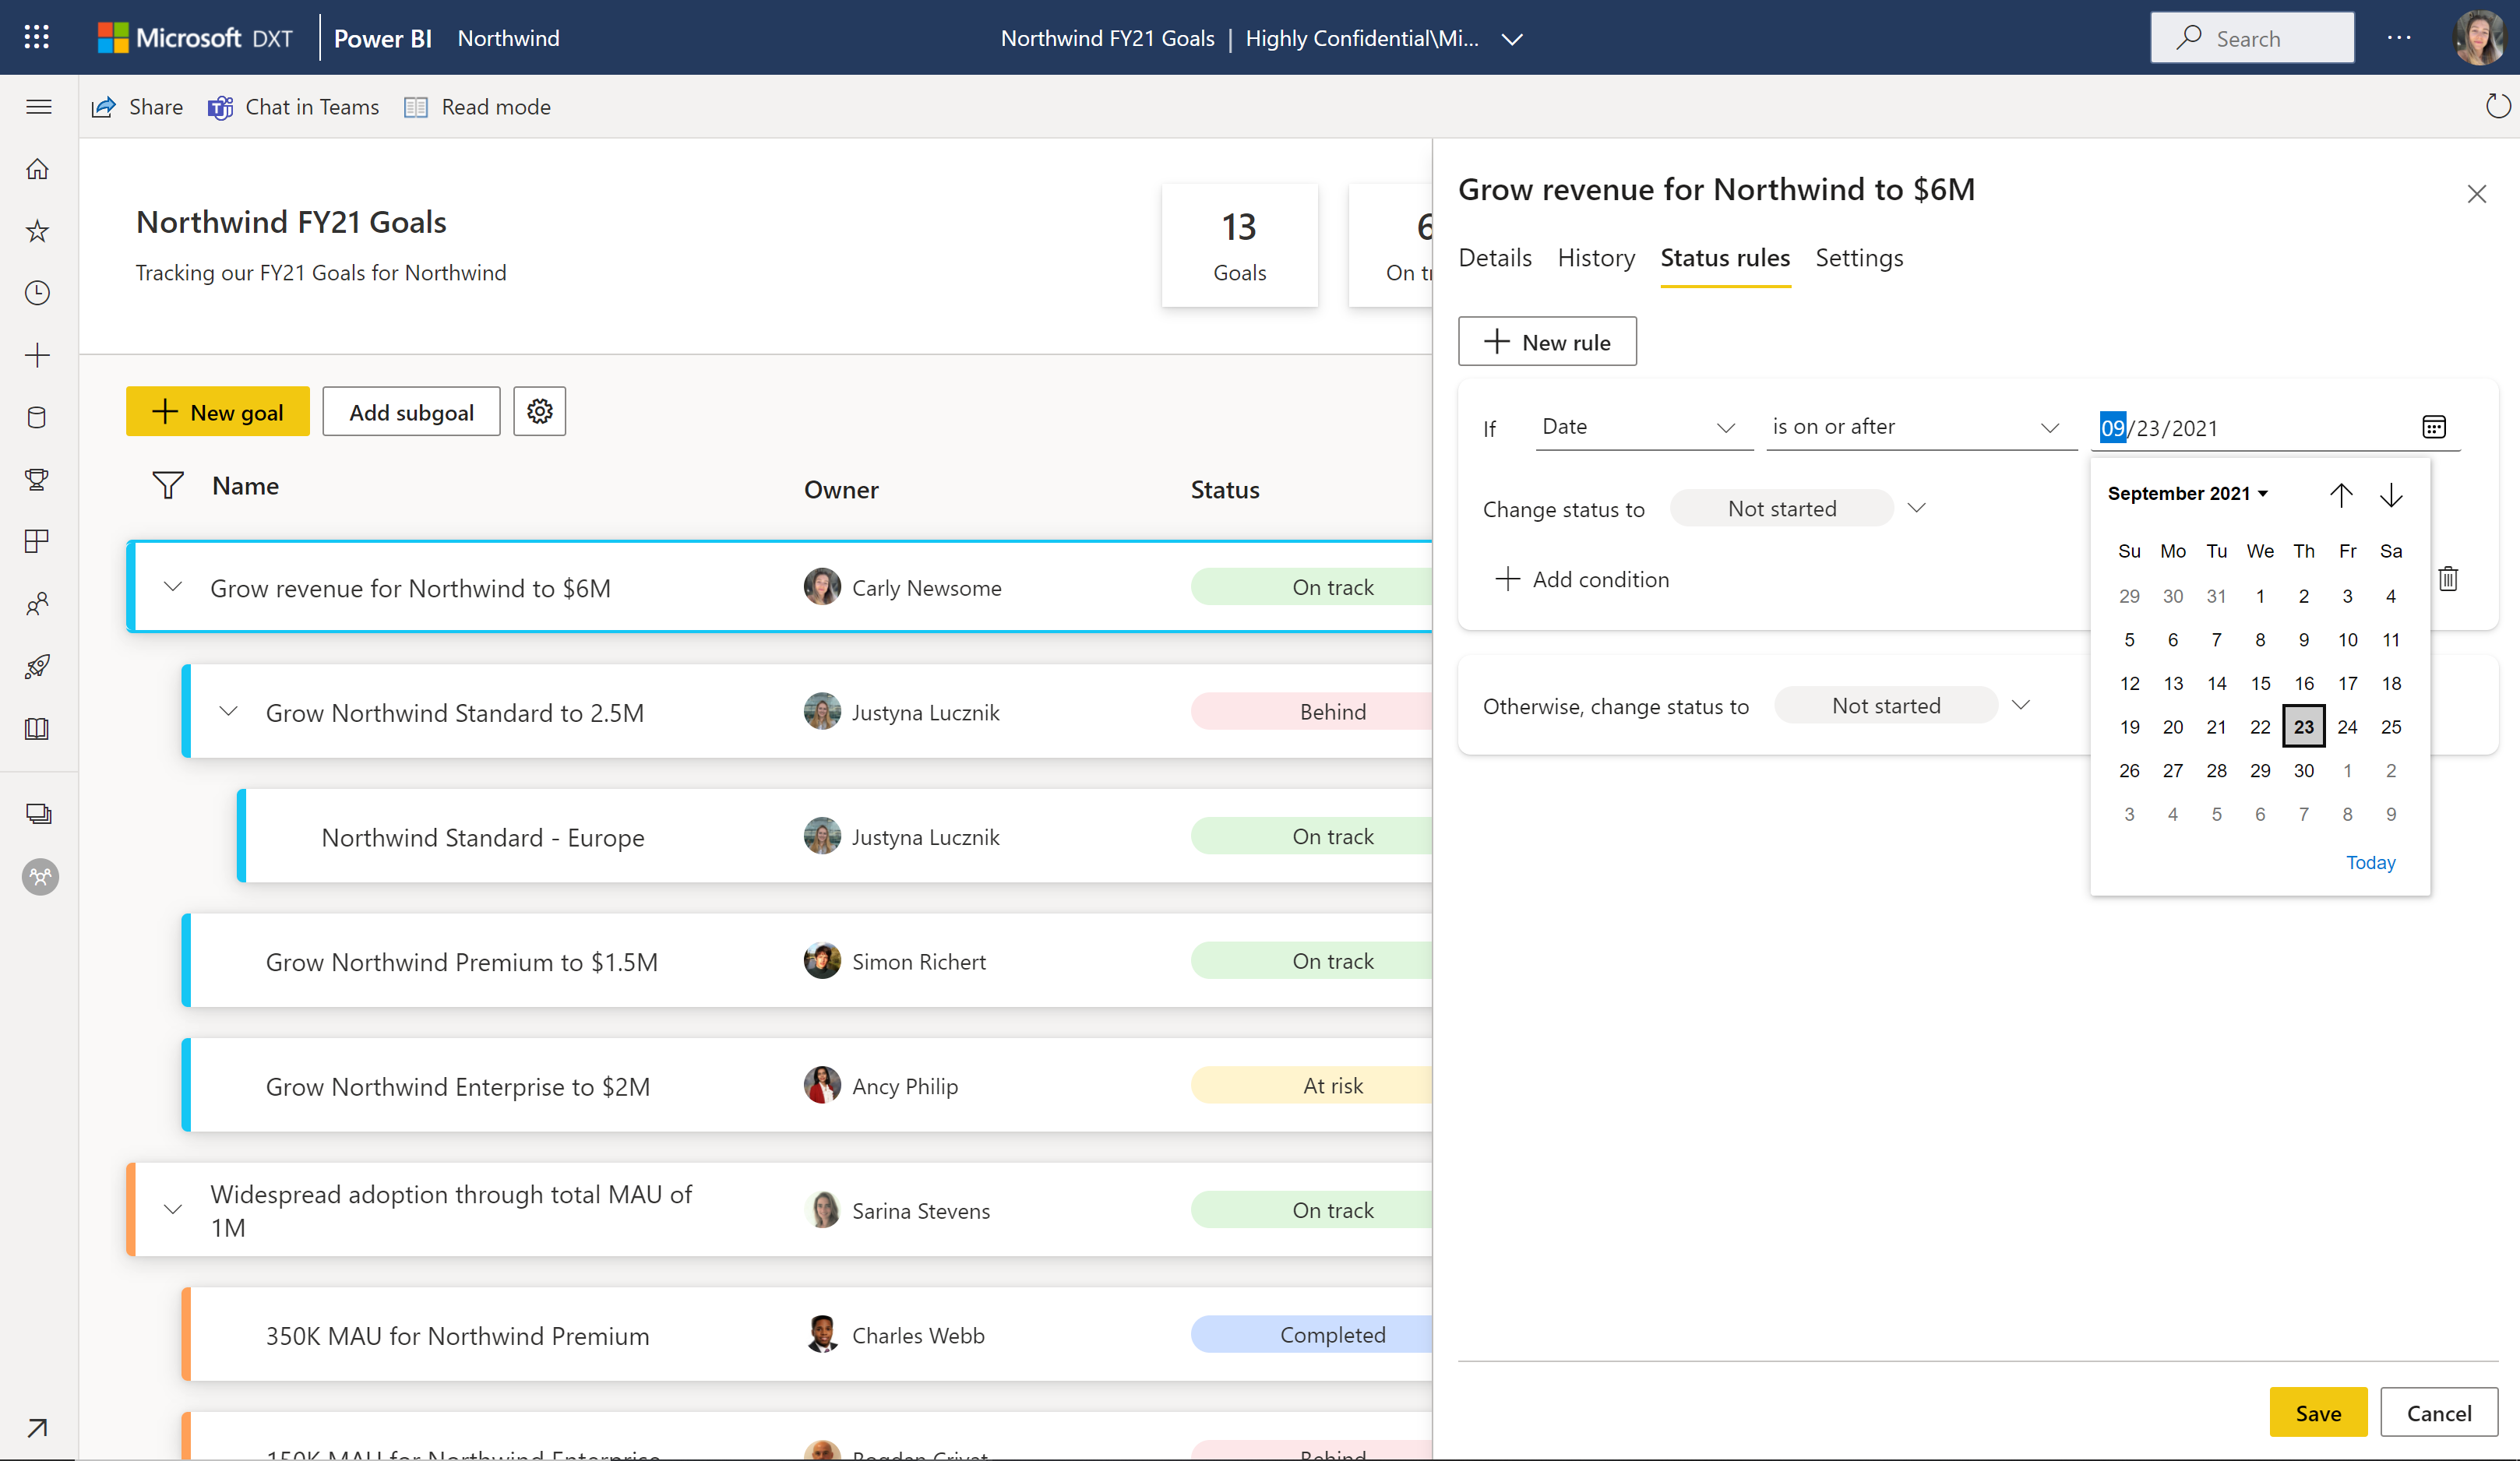 Microsoft DXT
Power BI
Northwind
Northwind FY21 Goals | Highly Confidential\Mi...
Search
Share
Chat in Teams
Read mode
Northwind FY21 Goals
Tracking our FY21 Goals for Northwind
13
Goals
6
On tr
New goal
Add subgoal
Name
Owner
Status
Grow revenue for Northwind to $6M
Carly Newsome
On track
Grow Northwind Standard to 2.5M
Justyna Lucznik
Behind
Northwind Standard - Europe
Justyna Lucznik
On track
Grow Northwind Premium to $1.5M
Simon Richert
On track
Grow Northwind Enterprise to $2M
Ancy Philip
At risk
Widespread adoption through total MAU of
1M
Sarina Stevens
On track
350K MAU for Northwind Premium
Charles Webb
Completed
150K MAU for Northwind Enterprise
Bogdan Crivat
Behind
Grow revenue for Northwind to $6M
Details
History
Status rules
Settings
New rule
If
Date
is on or after
09/23/2021
Change status to
Not started
Add condition
Otherwise, change status to
Not started
September 2021
Su Mo Tu We Th Fr Sa
29 30 31 1 2 3 4
5 6 7 8 9 10 11
12 13 14 15 16 17 18
19 20 21 22 23 24 25
26 27 28 29 30 1 2
3 4 5 6 7 8 9
Today
Save
Cancel